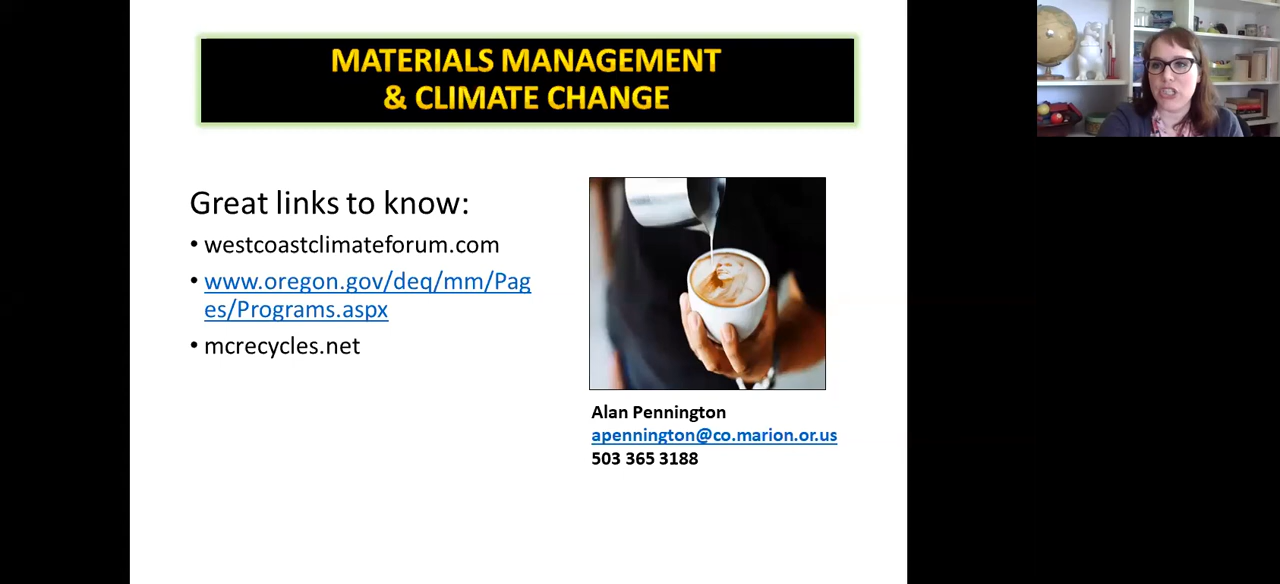 MATERIALS MANAGEMENT
& CLIMATE CHANGE
Great links to know:
• westcoastclimateforum.com
• www.oregon.gov/deq/mm/Pag
es/Programs.aspx
• mcrecycles.net
Alan Pennington
apennington@co.marion.or.us
503 365 3188